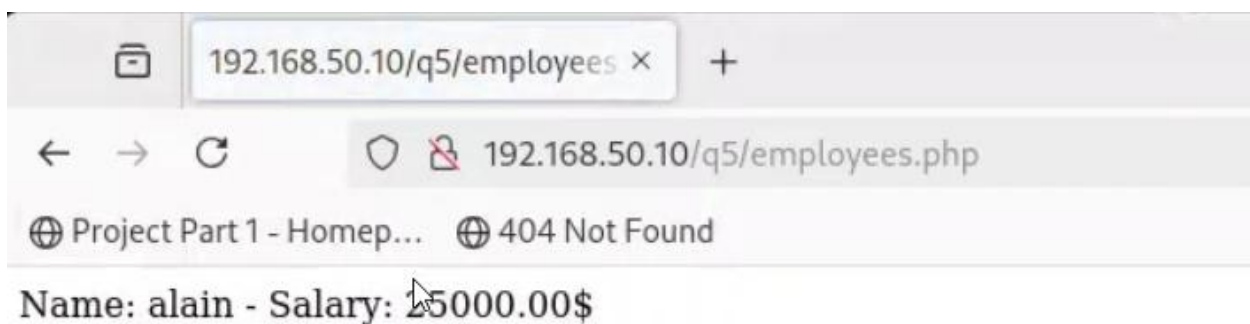 192.168.50.10/q5/employees
192.168.50.10/q5/employees.php
Project Part 1 - Homep... 404 Not Found
Name: alain - Salary: 25000.00$